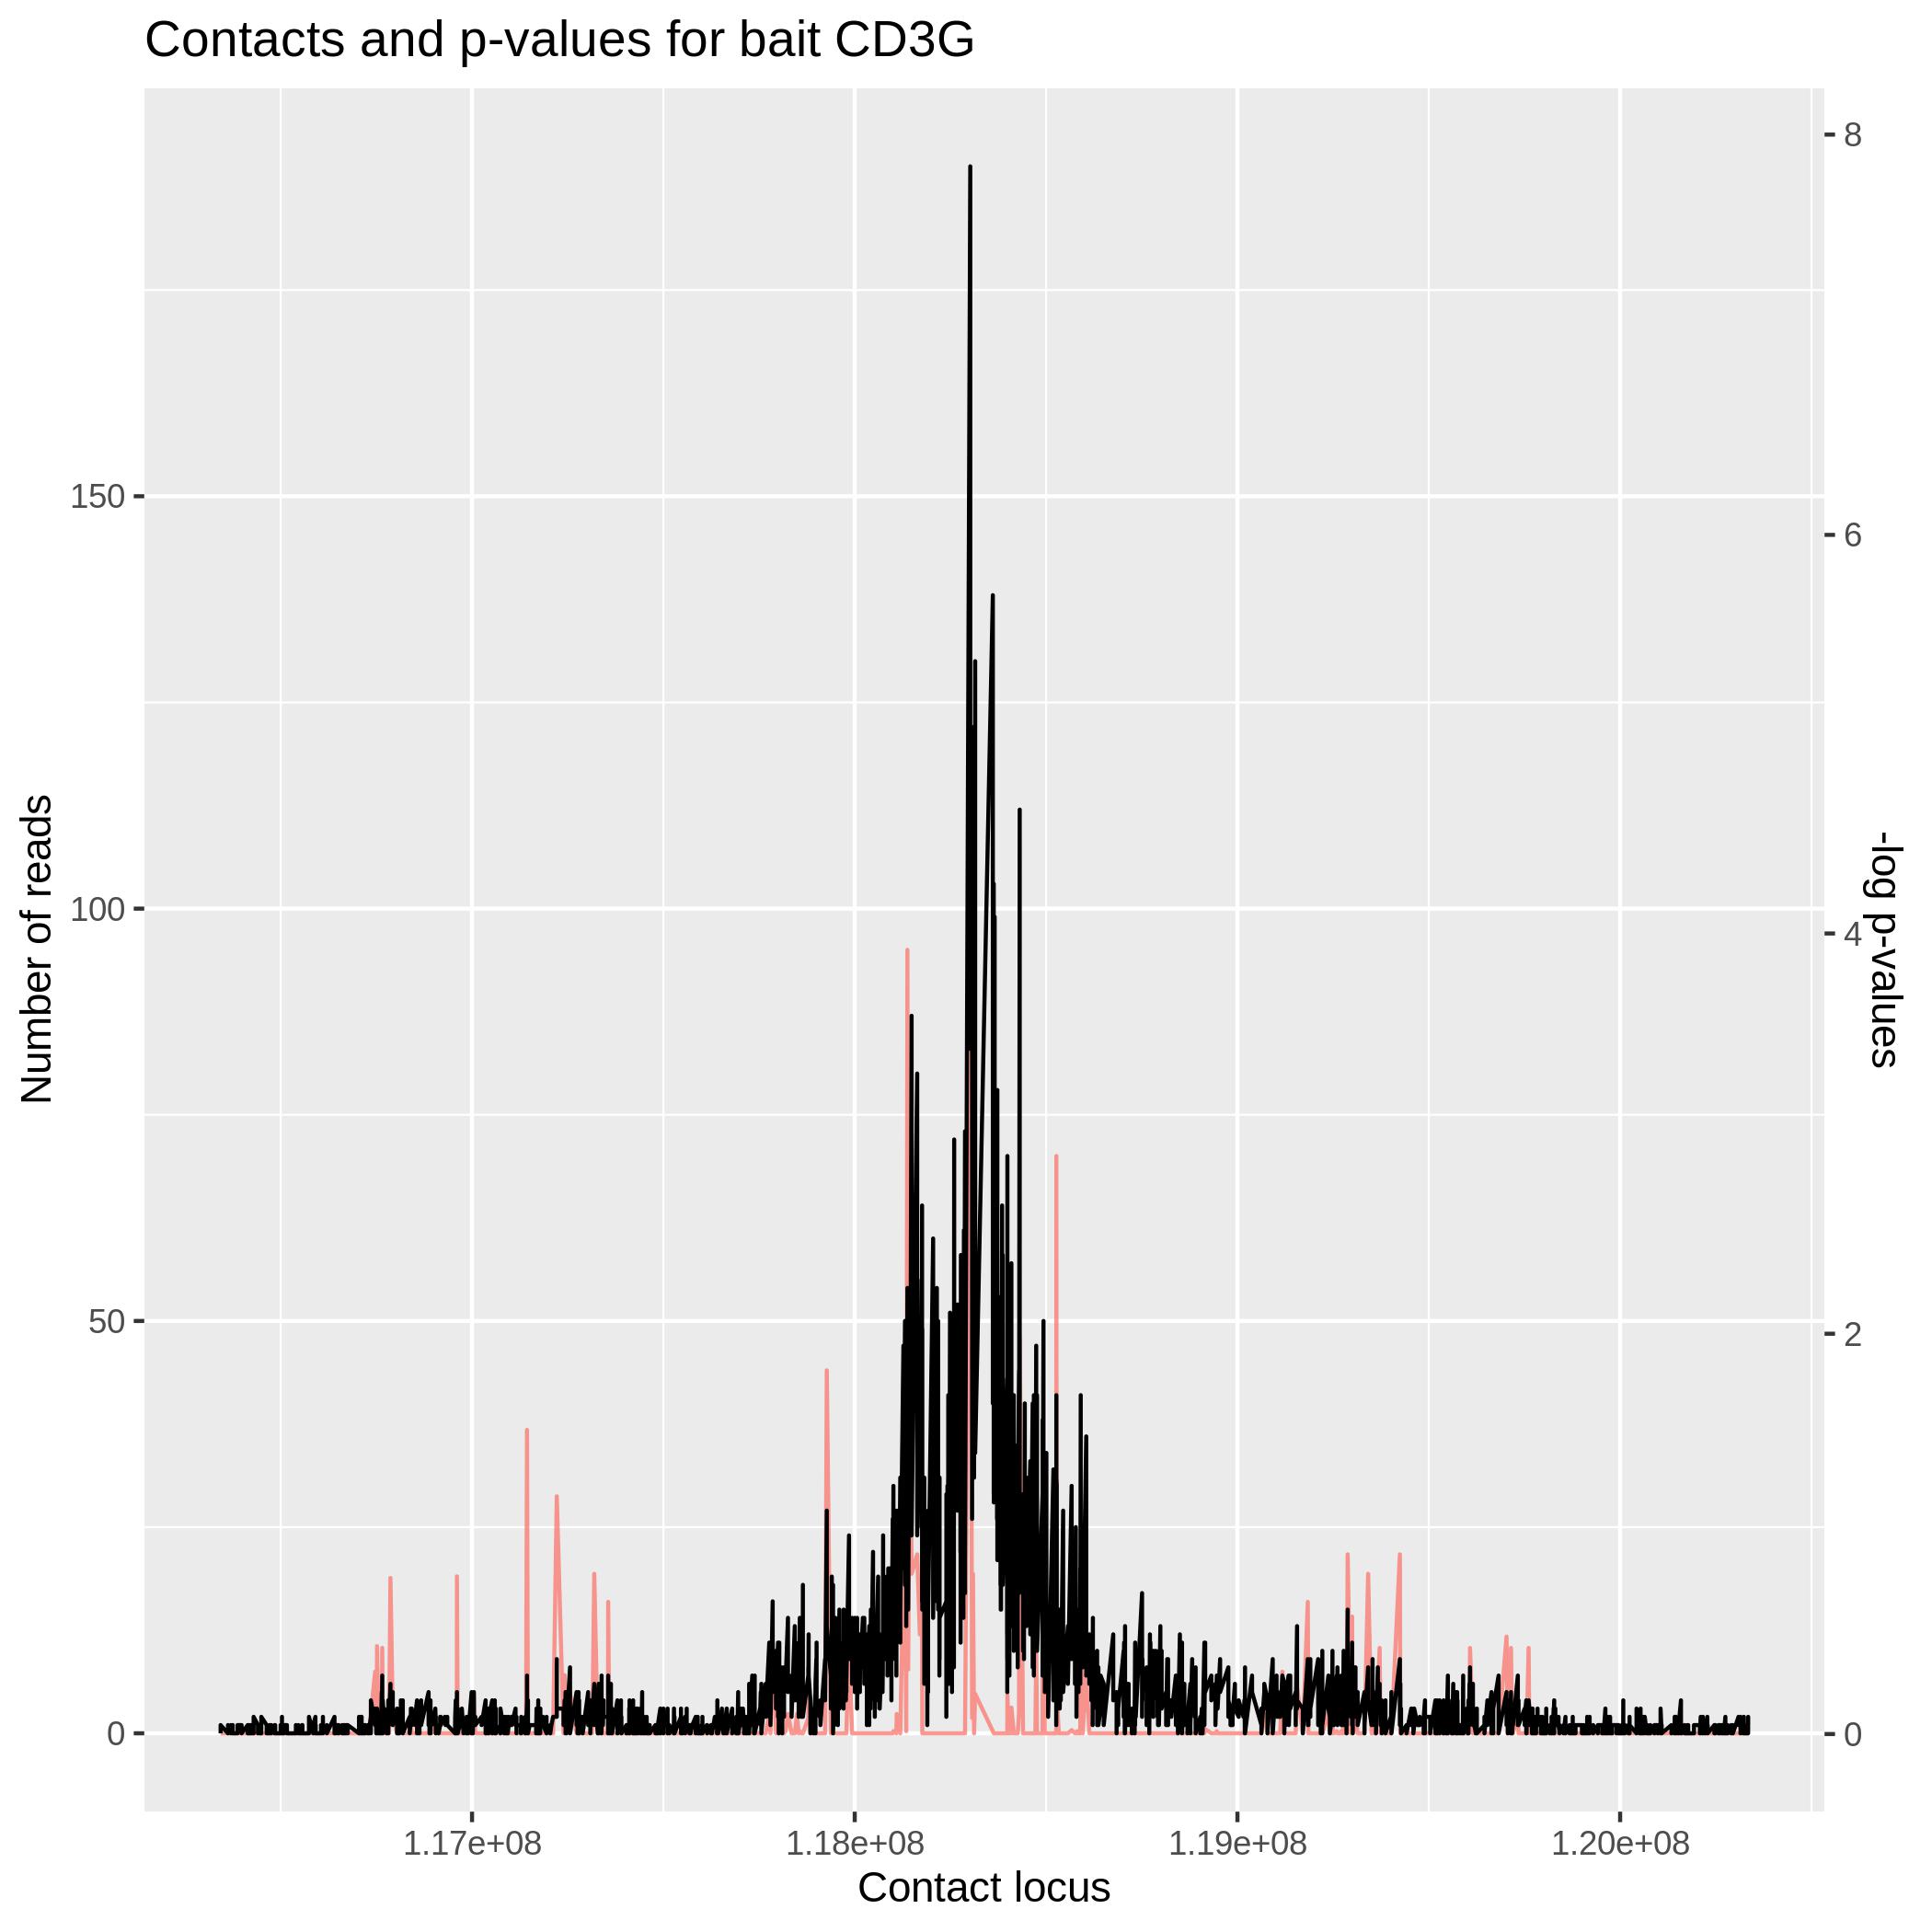 Contacts and p-values for bait CD3G
Number of reads
150
100
50
0
8
6
4
2
0
-log p-values
1.17e+08
1.18e+08
1.19e+08
1.20e+08
Contact locus